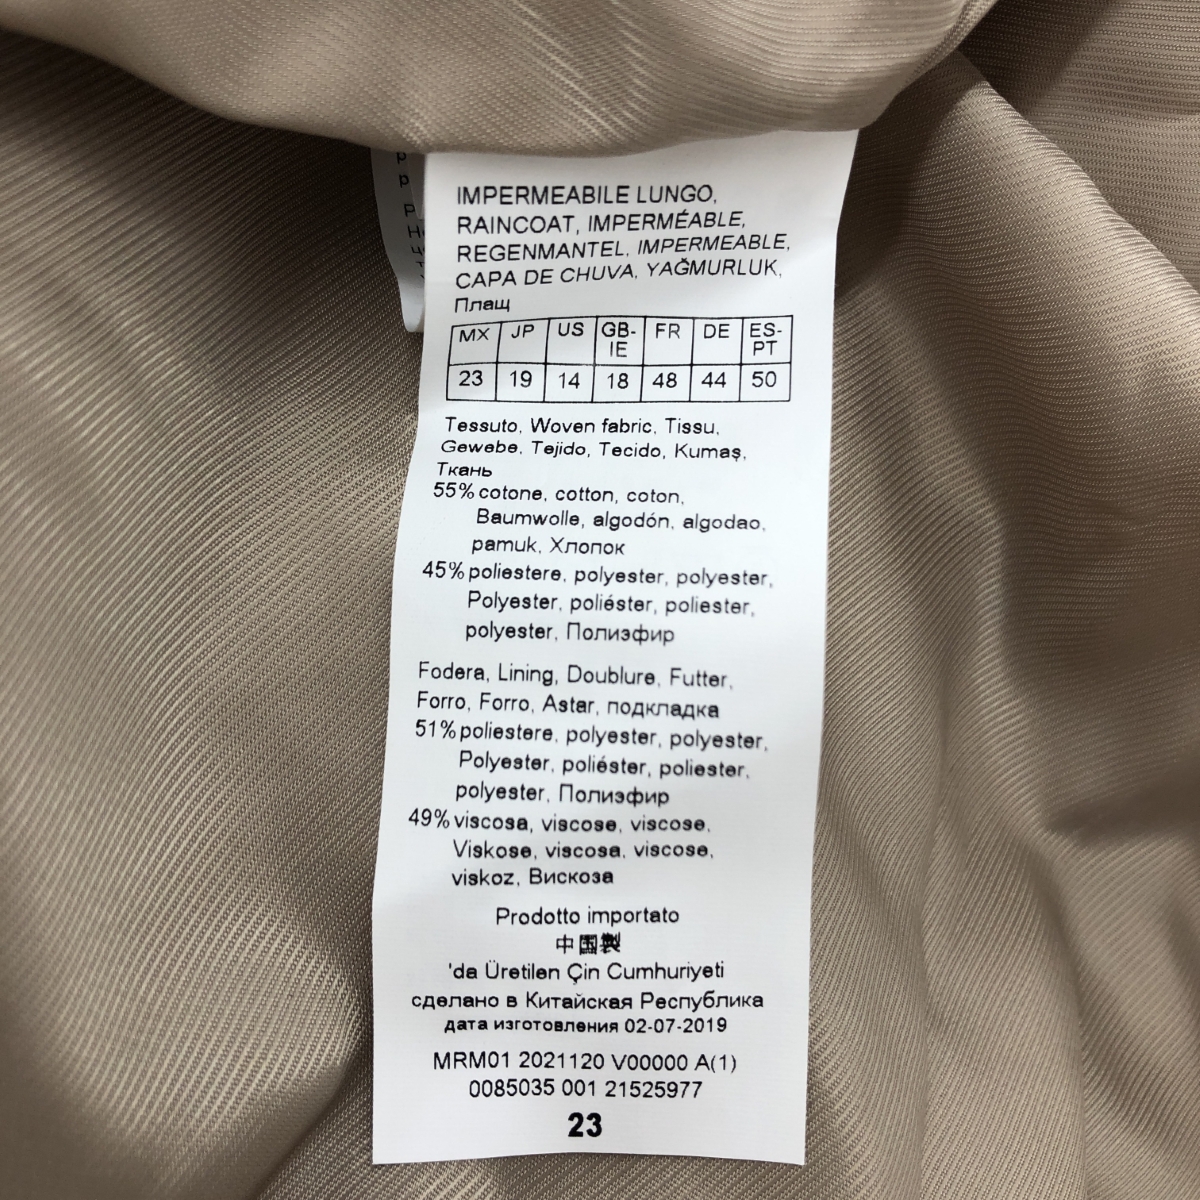 IMPERMEABILE LUNGO,
RAINCOAT, IMPERMÉABLE,
REGENMANTEL, IMPERMEABLE,
CAPA DE CHUVA, YAĞMURLUK,
Плащ
MX JP US GB-IE FR DE ES-PT
23 19 14 18 48 44 50
Tessuto, Woven fabric, Tissu,
Gewebe, Tejido, Tecido, Kumaş,
Ткань
55% cotone, cotton, coton,
Baumwolle, algodón, algodao,
pamuk, Хлопок
45% poliestere, polyester, polyester,
Polyester, poliéster, poliester,
polyester, Полиэфир
Fodera, Lining, Doublure, Futter,
Forro, Forro, Astar, подкладка
51% poliestere, polyester, polyester,
Polyester, poliéster, poliester,
polyester, Полиэфир
49% viscosa, viscose, viscose,
Viskose, viscosa, viscose,
viskoz, Вискоза
Prodotto importato
中国製
'da Üretilen Çin Cumhuriyeti
сделано в Китайская Республика
дата изготовления 02-07-2019
MRM01 2021120 V00000 A(1)
0085035 001 21525977
23